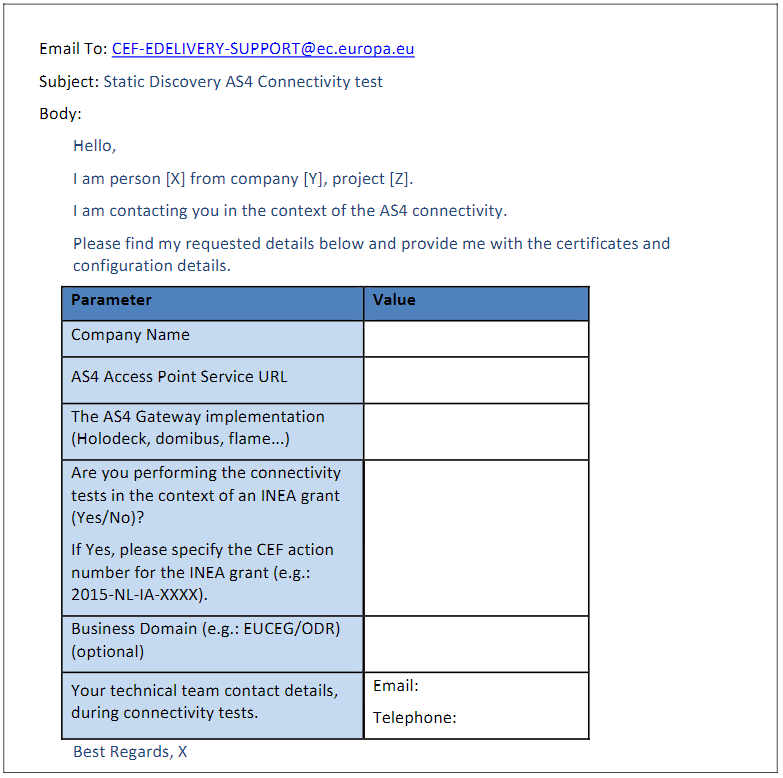 Email To: CEF-EDELIVERY-SUPPORT@ec.europa.eu
Subject: Static Discovery AS4 Connectivity test
Body:
Hello,
I am person [X] from company [Y], project [Z].
I am contacting you in the context of the AS4 connectivity.
Please find my requested details below and provide me with the certificates and
configuration details.
Parameter Value
Company Name
AS4 Access Point Service URL
The AS4 Gateway implementation
(Holodeck, domibus, flame...)
Are you performing the connectivity
tests in the context of an INEA grant
(Yes/No)?
If Yes, please specify the CEF action
number for the INEA grant (e.g.:
2015-NL-IA-XXXX).
Business Domain (e.g.: EUCEG/ODR)
(optional)
Your technical team contact details,
during connectivity tests.
Email:
Telephone:
Best Regards, X